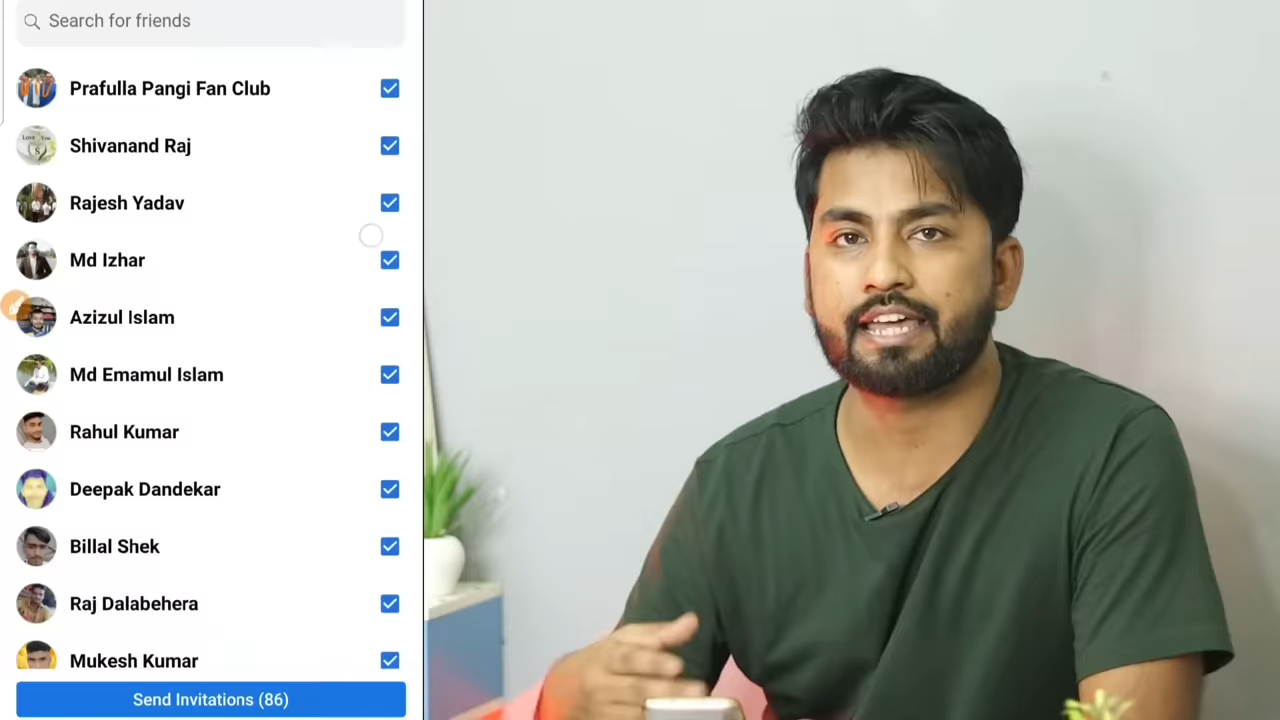 Search for friends
Prafulla Pangi Fan Club
Shivanand Raj
Rajesh Yadav
Md Izhar
Azizul Islam
Md Emamul Islam
Rahul Kumar
Deepak Dandekar
Billal Shek
Raj Dalabehera
Mukesh Kumar
Send Invitations (86)